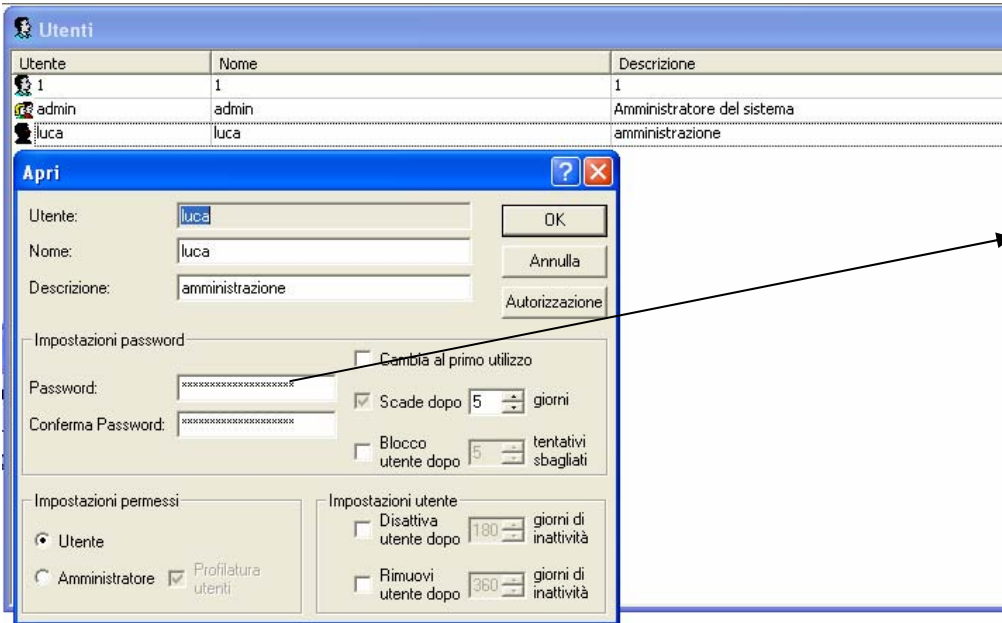 Utenti
Utente Nome Descrizione
1 1 1
admin admin Amministratore del sistema
luca luca amministrazione
Apri
Utente: luca
OK
Nome: luca
Annulla
Descrizione: amministrazione
Autorizzazione
Impostazioni password
Cambia al primo utilizzo
Password: ********************
Scade dopo 5 giorni
Conferma Password: ********************
Blocco
utente dopo 5 tentativi
sbagliati
Impostazioni permessi
Utente
Amministratore Profilatura
utenti
Impostazioni utente
Disattiva
utente dopo 180 giorni di
inattività
Rimuovi
utente dopo 360 giorni di
inattività